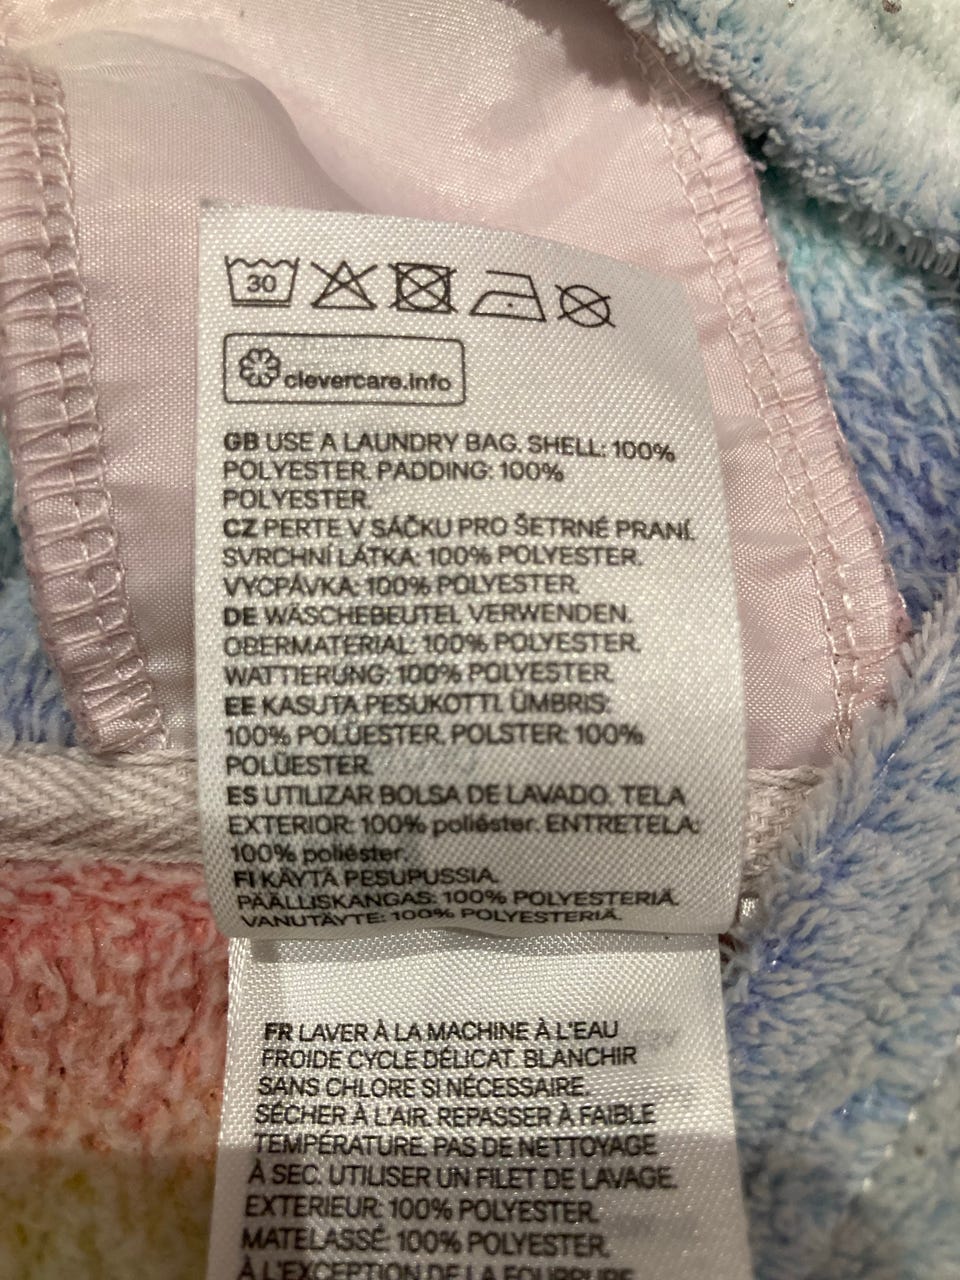 30
clevercare.info
GB USE A LAUNDRY BAG. SHELL: 100%
POLYESTER. PADDING: 100%
POLYESTER.
CZ PERTE V SÁČKU PRO ŠETRNÉ PRANÍ.
SVRCHNÍ LÁTKA: 100% POLYESTER.
VYCPÁVKA: 100% POLYESTER.
DE WÄSCHEBEUTEL VERWENDEN.
OBERMATERIAL: 100% POLYESTER.
WATTIERUNG: 100% POLYESTER.
EE KASUTA PESUKOTTI. ÜMBRIS:
100% POLÜESTER. POLSTER: 100%
POLÜESTER.
ES UTILIZAR BOLSA DE LAVADO. TELA
EXTERIOR: 100% poliéster. ENTRETELA:
100% poliéster.
FI KÄYTÄ PESUPUSSIA.
PÄÄLLISKANGAS: 100% POLYESTERIÄ.
VANUTÄYTE: 100% POLYESTERIÄ.
FR LAVER À LA MACHINE À L'EAU
FROIDE CYCLE DÉLICAT. BLANCHIR
SANS CHLORE SI NÉCESSAIRE.
SÉCHER À L'AIR. REPASSER À FAIBLE
TEMPÉRATURE. PAS DE NETTOYAGE
À SEC. UTILISER UN FILET DE LAVAGE.
EXTERIEUR: 100% POLYESTER.
MATELASSÉ: 100% POLYESTER.
À L'EXCEPTION DE LA FOURRURE